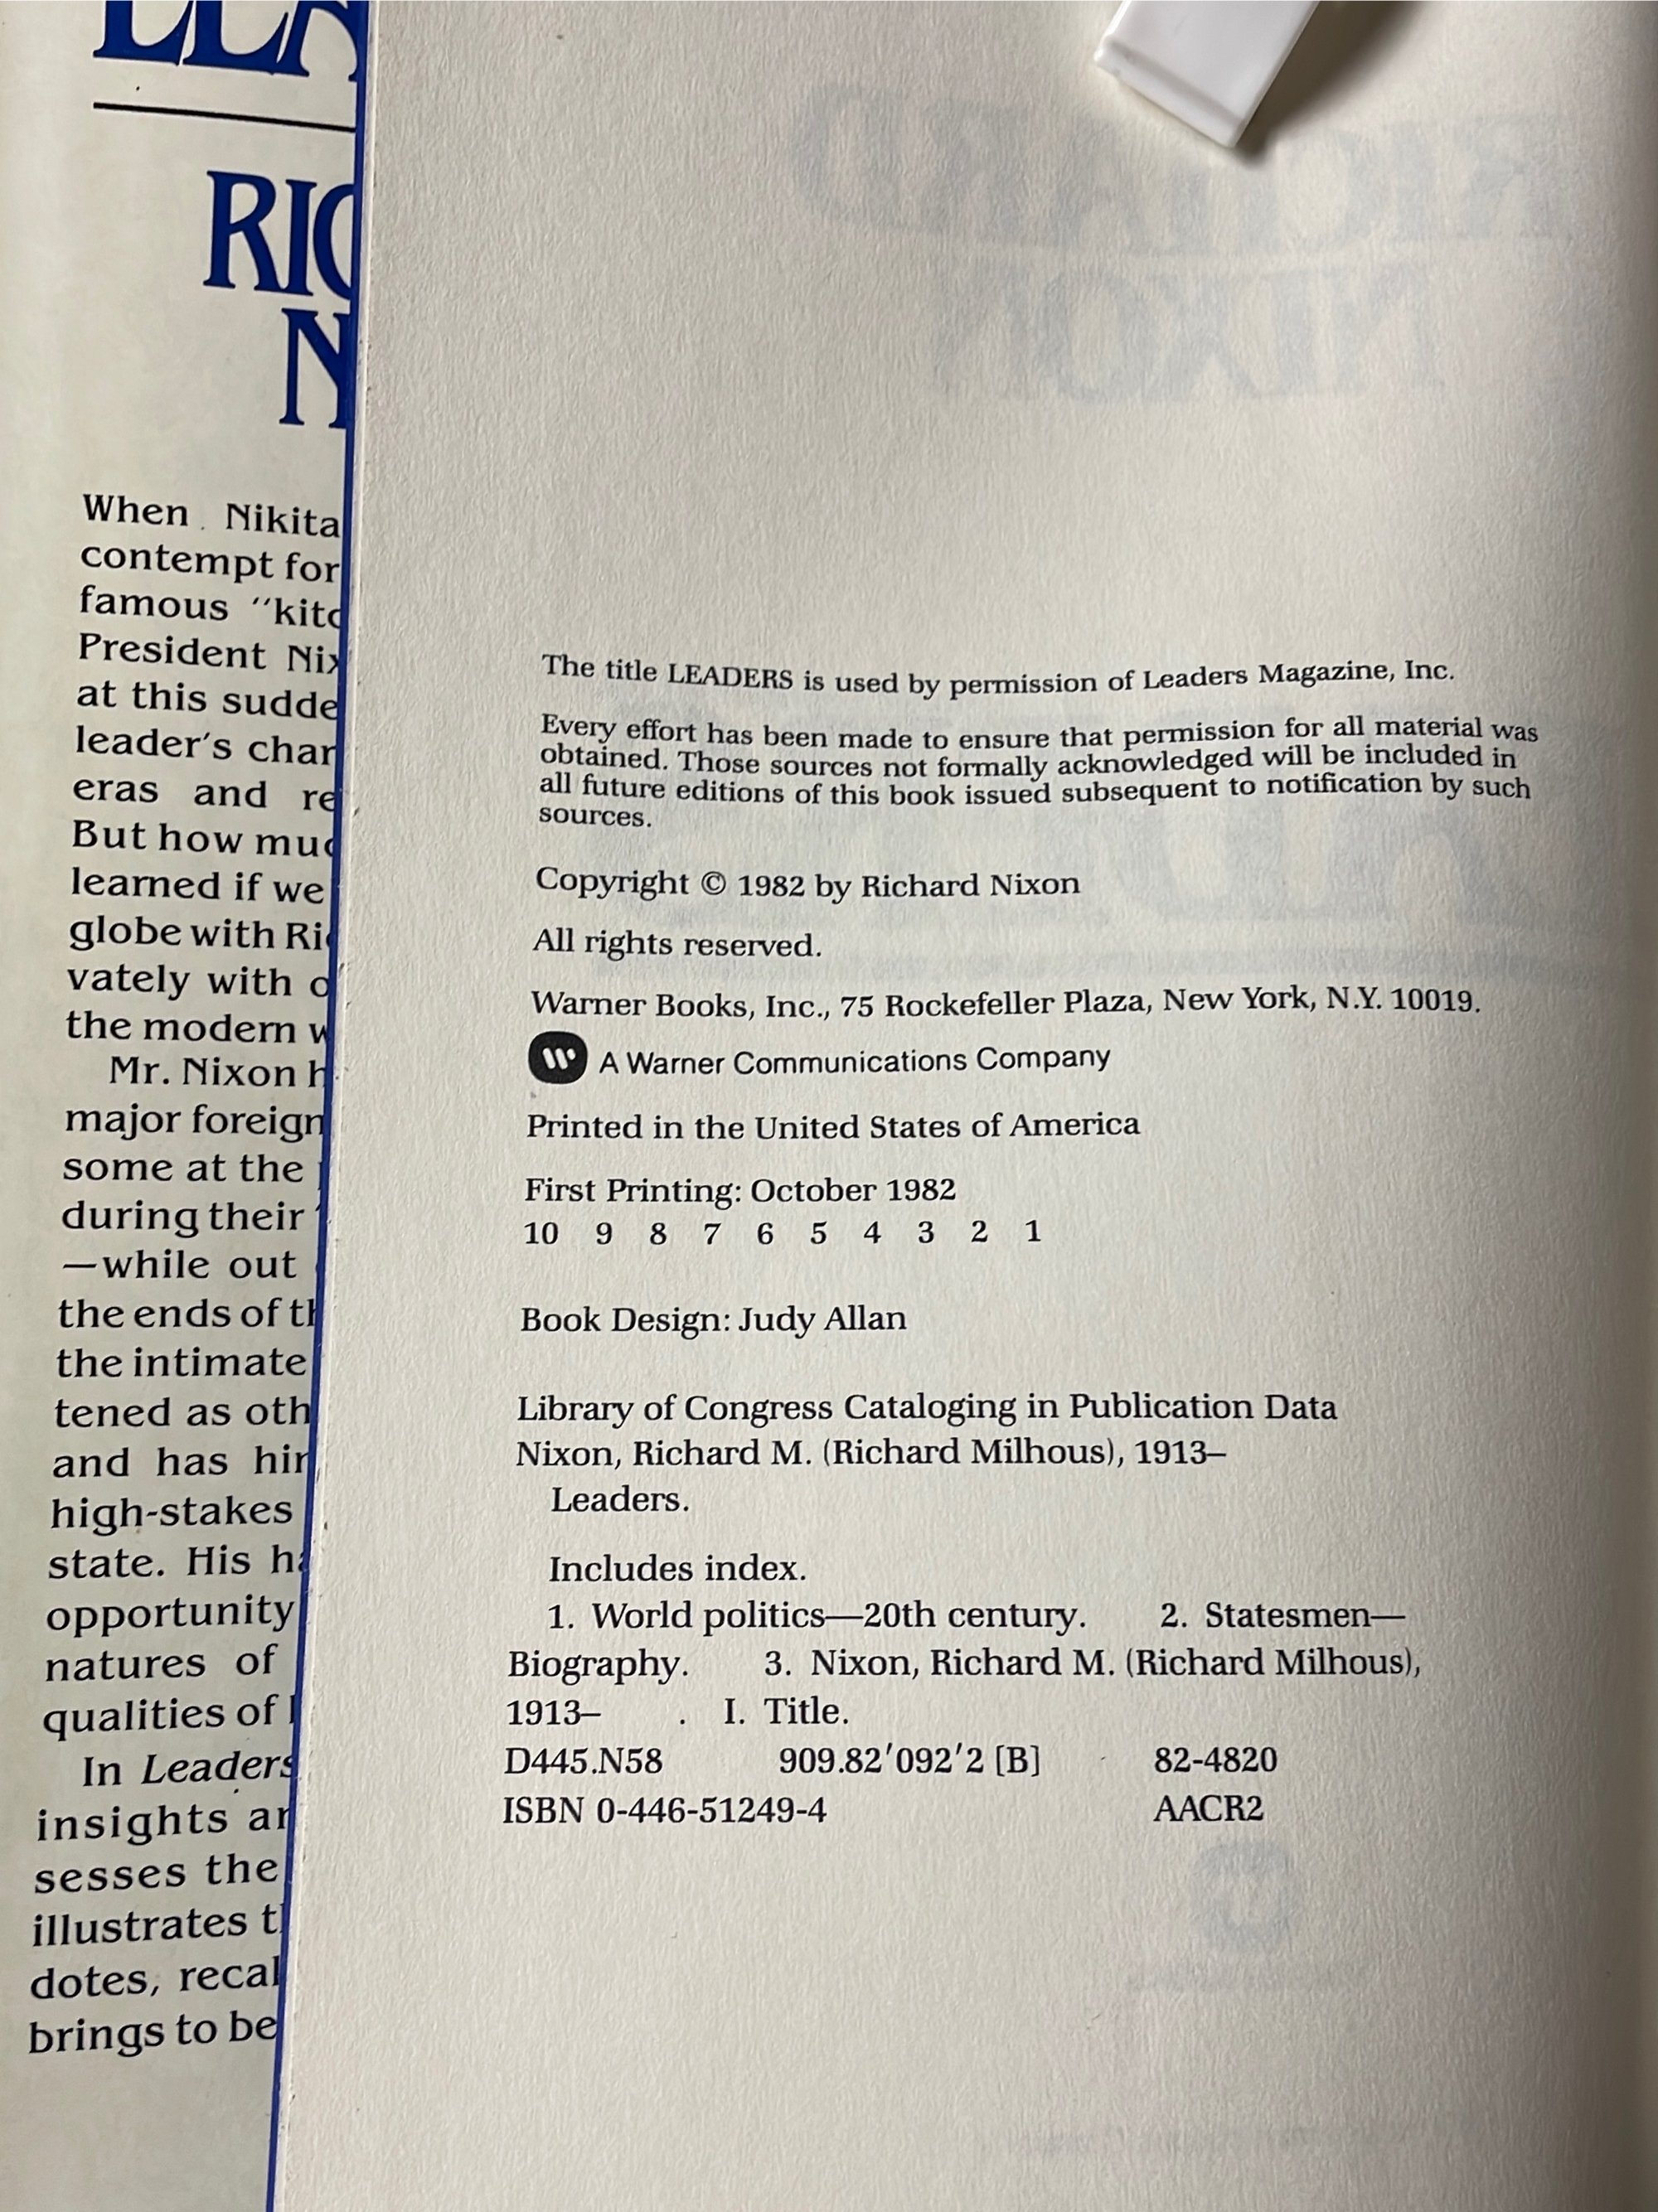 RIC
N
When Nikita
contempt for
famous "kitc
President Nix
at this sudde
leader's char
eras and re
But how muc
learned if we
globe with Ric
vately with o
the modern w
Mr. Nixon h
major foreign
some at the
during their
—while out
the ends of th
the intimate
tened as oth
and has hir
high-stakes
state. His ha
opportunity
natures of
qualities of
In Leaders
insights an
sesses the
illustrates th
dotes, recal
brings to be
RICHARD
NIXON
The title LEADERS is used by permission of Leaders Magazine, Inc.
Every effort has been made to ensure that permission for all material was
obtained. Those sources not formally acknowledged will be included in
all future editions of this book issued subsequent to notification by such
sources.
Copyright © 1982 by Richard Nixon
All rights reserved.
Warner Books, Inc., 75 Rockefeller Plaza, New York, N.Y. 10019.
A Warner Communications Company
Printed in the United States of America
First Printing: October 1982
10 9 8 7 6 5 4 3 2 1
Book Design: Judy Allan
Library of Congress Cataloging in Publication Data
Nixon, Richard M. (Richard Milhous), 1913–
Leaders.
Includes index.
1. World politics—20th century. 2. Statesmen—
Biography. 3. Nixon, Richard M. (Richard Milhous),
1913– . I. Title.
D445.N58 909.82′092′2 [B] 82-4820
ISBN 0-446-51249-4 AACR2